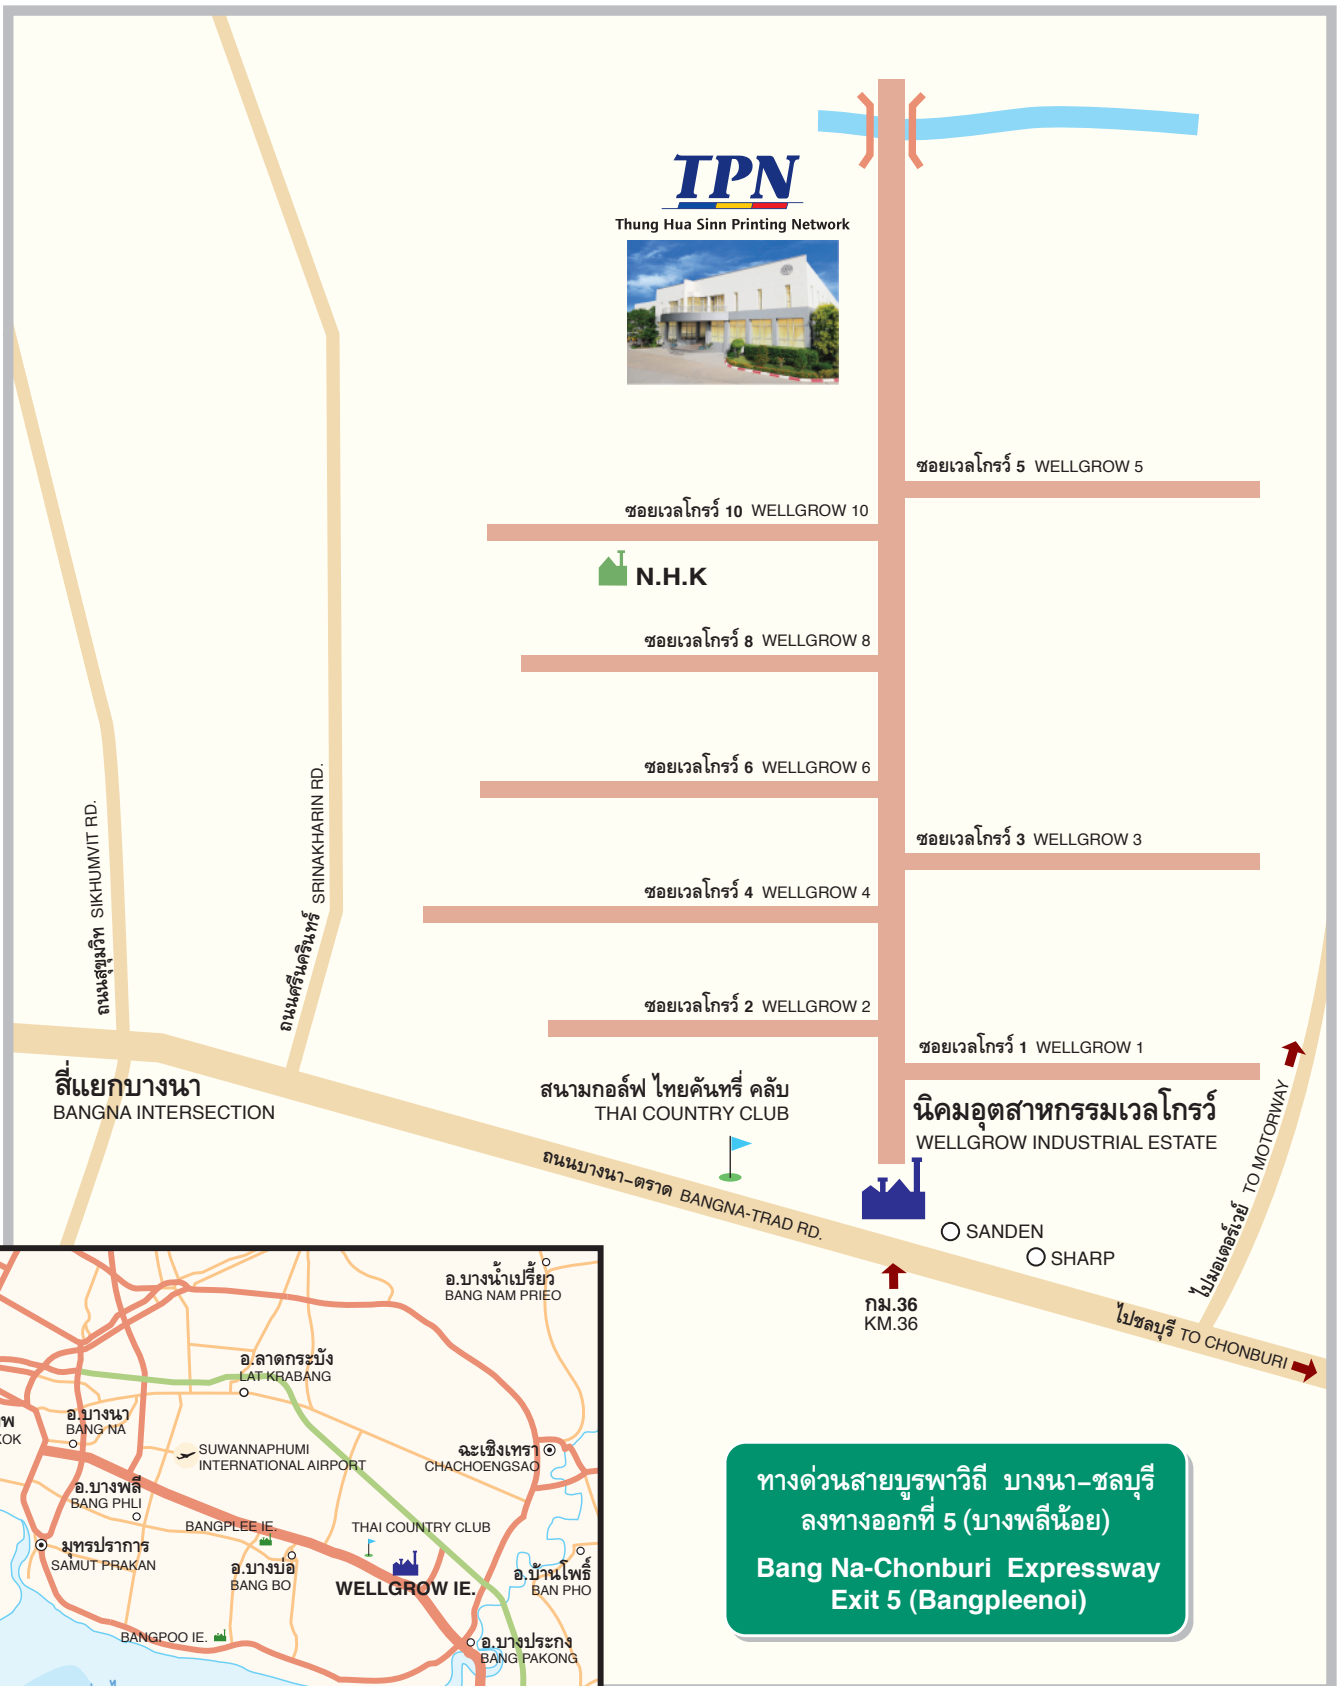 TPN
Thung Hua Sinn Printing Network
ซอยเวลโกรว์ 5 WELLGROW 5
ซอยเวลโกรว์ 10 WELLGROW 10
N.H.K
ซอยเวลโกรว์ 8 WELLGROW 8
ซอยเวลโกรว์ 6 WELLGROW 6
ซอยเวลโกรว์ 3 WELLGROW 3
ซอยเวลโกรว์ 4 WELLGROW 4
ซอยเวลโกรว์ 2 WELLGROW 2
ซอยเวลโกรว์ 1 WELLGROW 1
ถนนสุขุมวิท SIKHUMVIT RD.
ถนนศรีนครินทร์ SRINAKHARIN RD.
สี่แยกบางนา
BANGNA INTERSECTION
สนามกอล์ฟ ไทยคันทรี่ คลับ
THAI COUNTRY CLUB
นิคมอุตสาหกรรมเวลโกรว์
WELLGROW INDUSTRIAL ESTATE
ถนนบางนา-ตราด BANGNA-TRAD RD.
SANDEN
SHARP
ไปมอเตอร์เวย์ TO MOTORWAY
กม.36
KM.36
ไปชลบุรี TO CHONBURI
อ.บางน้ำเปรี้ยว
BANG NAM PRIEO
อ.ลาดกระบัง
LAT KRABANG
อ.บางนา
BANG NA
SUWANNAPHUMI
INTERNATIONAL AIRPORT
ฉะเชิงเทรา
CHACHOENGSAO
อ.บางพลี
BANG PHLI
BANGPLEE IE.
THAI COUNTRY CLUB
มุทรปราการ
SAMUT PRAKAN
อ.บางบ่อ
BANG BO
WELLGROW IE.
อ.บ้านโพธิ์
BAN PHO
BANGPOO IE.
อ.บางประกง
BANG PAKONG
ทางด่วนสายบูรพาวิถี บางนา-ชลบุรี
ลงทางออกที่ 5 (บางพลีน้อย)
Bang Na-Chonburi Expressway
Exit 5 (Bangpleenoi)